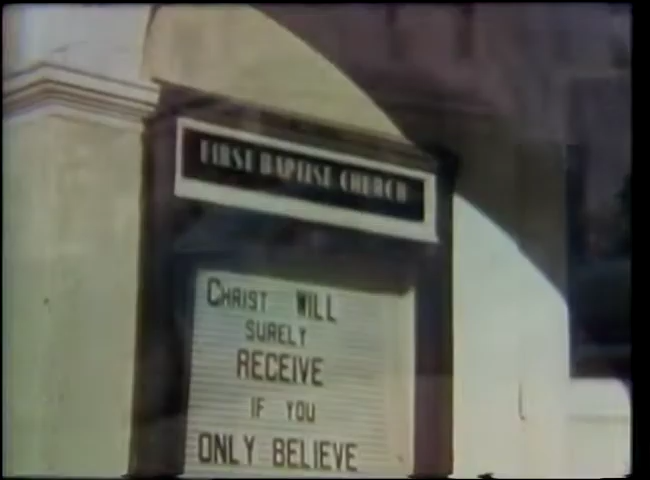 FIRST BAPTIST CHURCH
CHRIST WILL
SURELY
RECEIVE
IF YOU
ONLY BELIEVE